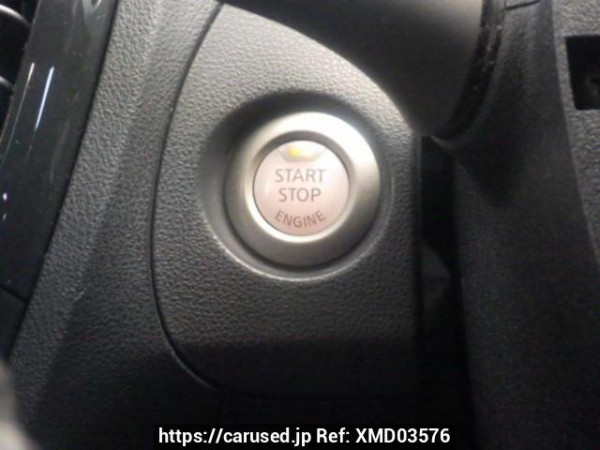 START
STOP
ENGINE
https://carused.jp Ref: XMD03576